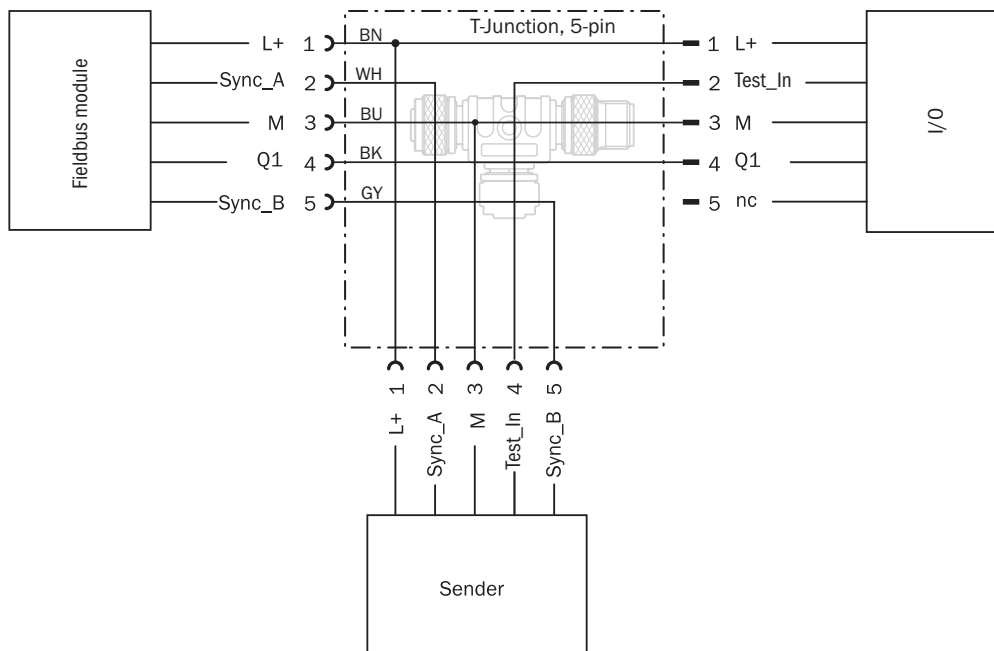 T-Junction, 5-pin
Fieldbus module
L+ 1 BN
Sync_A 2 WH
M 3 BU
Q1 4 BK
Sync_B 5 GY
1 L+
2 Test_In
3 M
4 Q1
5 nc
I/O
1 L+
2 Sync_A
3 M
4 Test_In
5 Sync_B
Sender